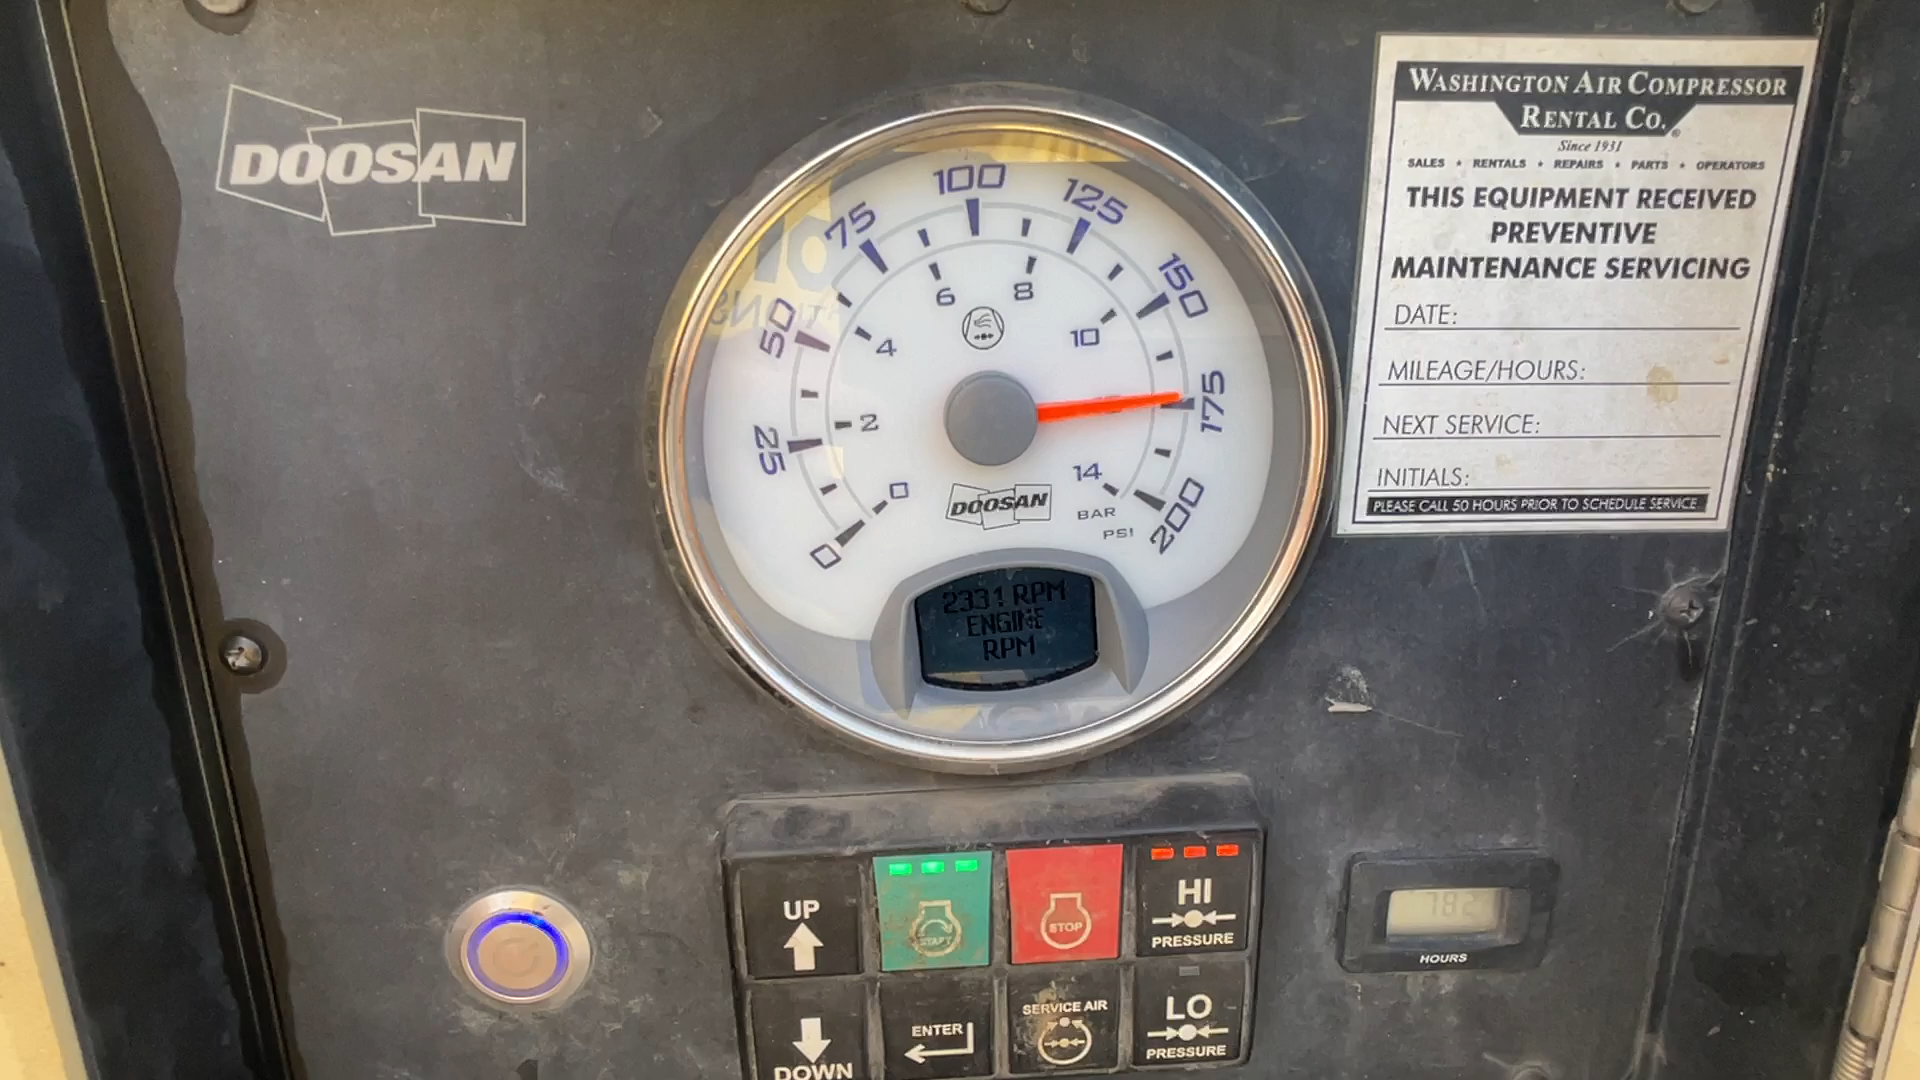 DOOSAN
WASHINGTON AIR COMPRESSOR
RENTAL CO.®
Since 1931
SALES • RENTALS • REPAIRS • PARTS • OPERATORS
THIS EQUIPMENT RECEIVED
PREVENTIVE
MAINTENANCE SERVICING
DATE:
MILEAGE/HOURS:
NEXT SERVICE:
INITIALS:
PLEASE CALL 50 HOURS PRIOR TO SCHEDULE SERVICE
0 25 50 75 100 125 150 175 200
0 2 4 6 8 10 14
DOOSAN
BAR
PSI
2331 RPM
ENGINE
RPM
UP
START
STOP
HI
PRESSURE
DOWN
ENTER
SERVICE AIR
LO
PRESSURE
782
HOURS